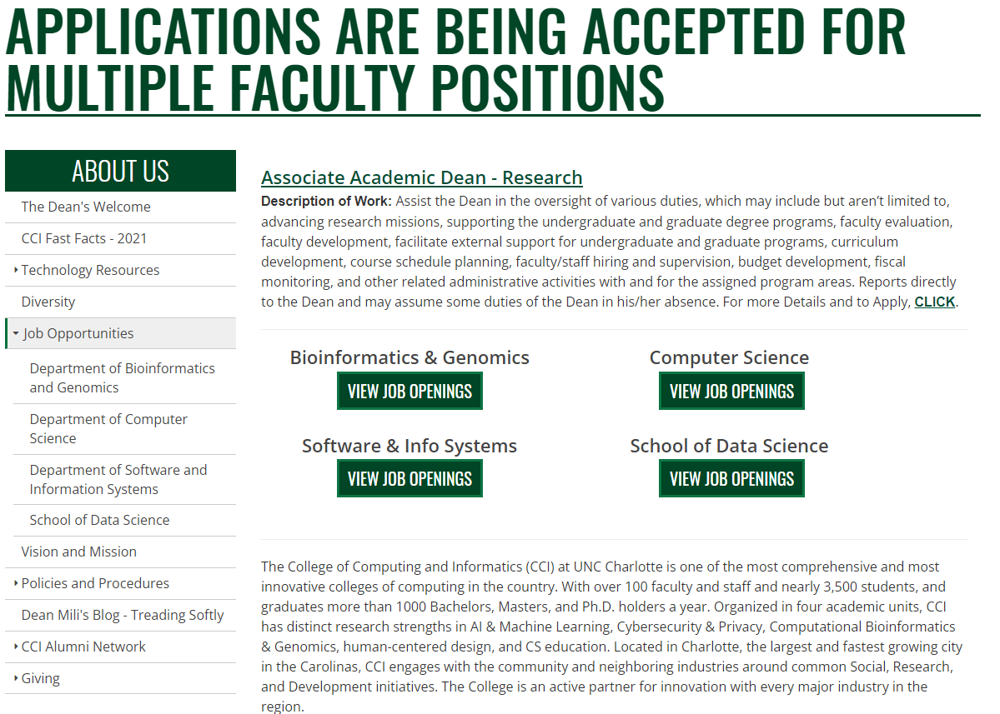 APPLICATIONS ARE BEING ACCEPTED FOR
MULTIPLE FACULTY POSITIONS
ABOUT US
The Dean's Welcome
CCI Fast Facts - 2021
Technology Resources
Diversity
Job Opportunities
Department of Bioinformatics
and Genomics
Department of Computer
Science
Department of Software and
Information Systems
School of Data Science
Vision and Mission
Policies and Procedures
Dean Mili's Blog - Treading Softly
CCI Alumni Network
Giving
Associate Academic Dean - Research
Description of Work: Assist the Dean in the oversight of various duties, which may include but aren’t limited to,
advancing research missions, supporting the undergraduate and graduate degree programs, faculty evaluation,
faculty development, facilitate external support for undergraduate and graduate programs, curriculum
development, course schedule planning, faculty/staff hiring and supervision, budget development, fiscal
monitoring, and other related administrative activities with and for the assigned program areas. Reports directly
to the Dean and may assume some duties of the Dean in his/her absence. For more Details and to Apply, CLICK.
Bioinformatics & Genomics
VIEW JOB OPENINGS
Computer Science
VIEW JOB OPENINGS
Software & Info Systems
VIEW JOB OPENINGS
School of Data Science
VIEW JOB OPENINGS
The College of Computing and Informatics (CCI) at UNC Charlotte is one of the most comprehensive and most
innovative colleges of computing in the country. With over 100 faculty and staff and nearly 3,500 students, and
graduates more than 1000 Bachelors, Masters, and Ph.D. holders a year. Organized in four academic units, CCI
has distinct research strengths in AI & Machine Learning, Cybersecurity & Privacy, Computational Bioinformatics
& Genomics, human-centered design, and CS education. Located in Charlotte, the largest and fastest growing city
in the Carolinas, CCI engages with the community and neighboring industries around common Social, Research,
and Development initiatives. The College is an active partner for innovation with every major industry in the
region.